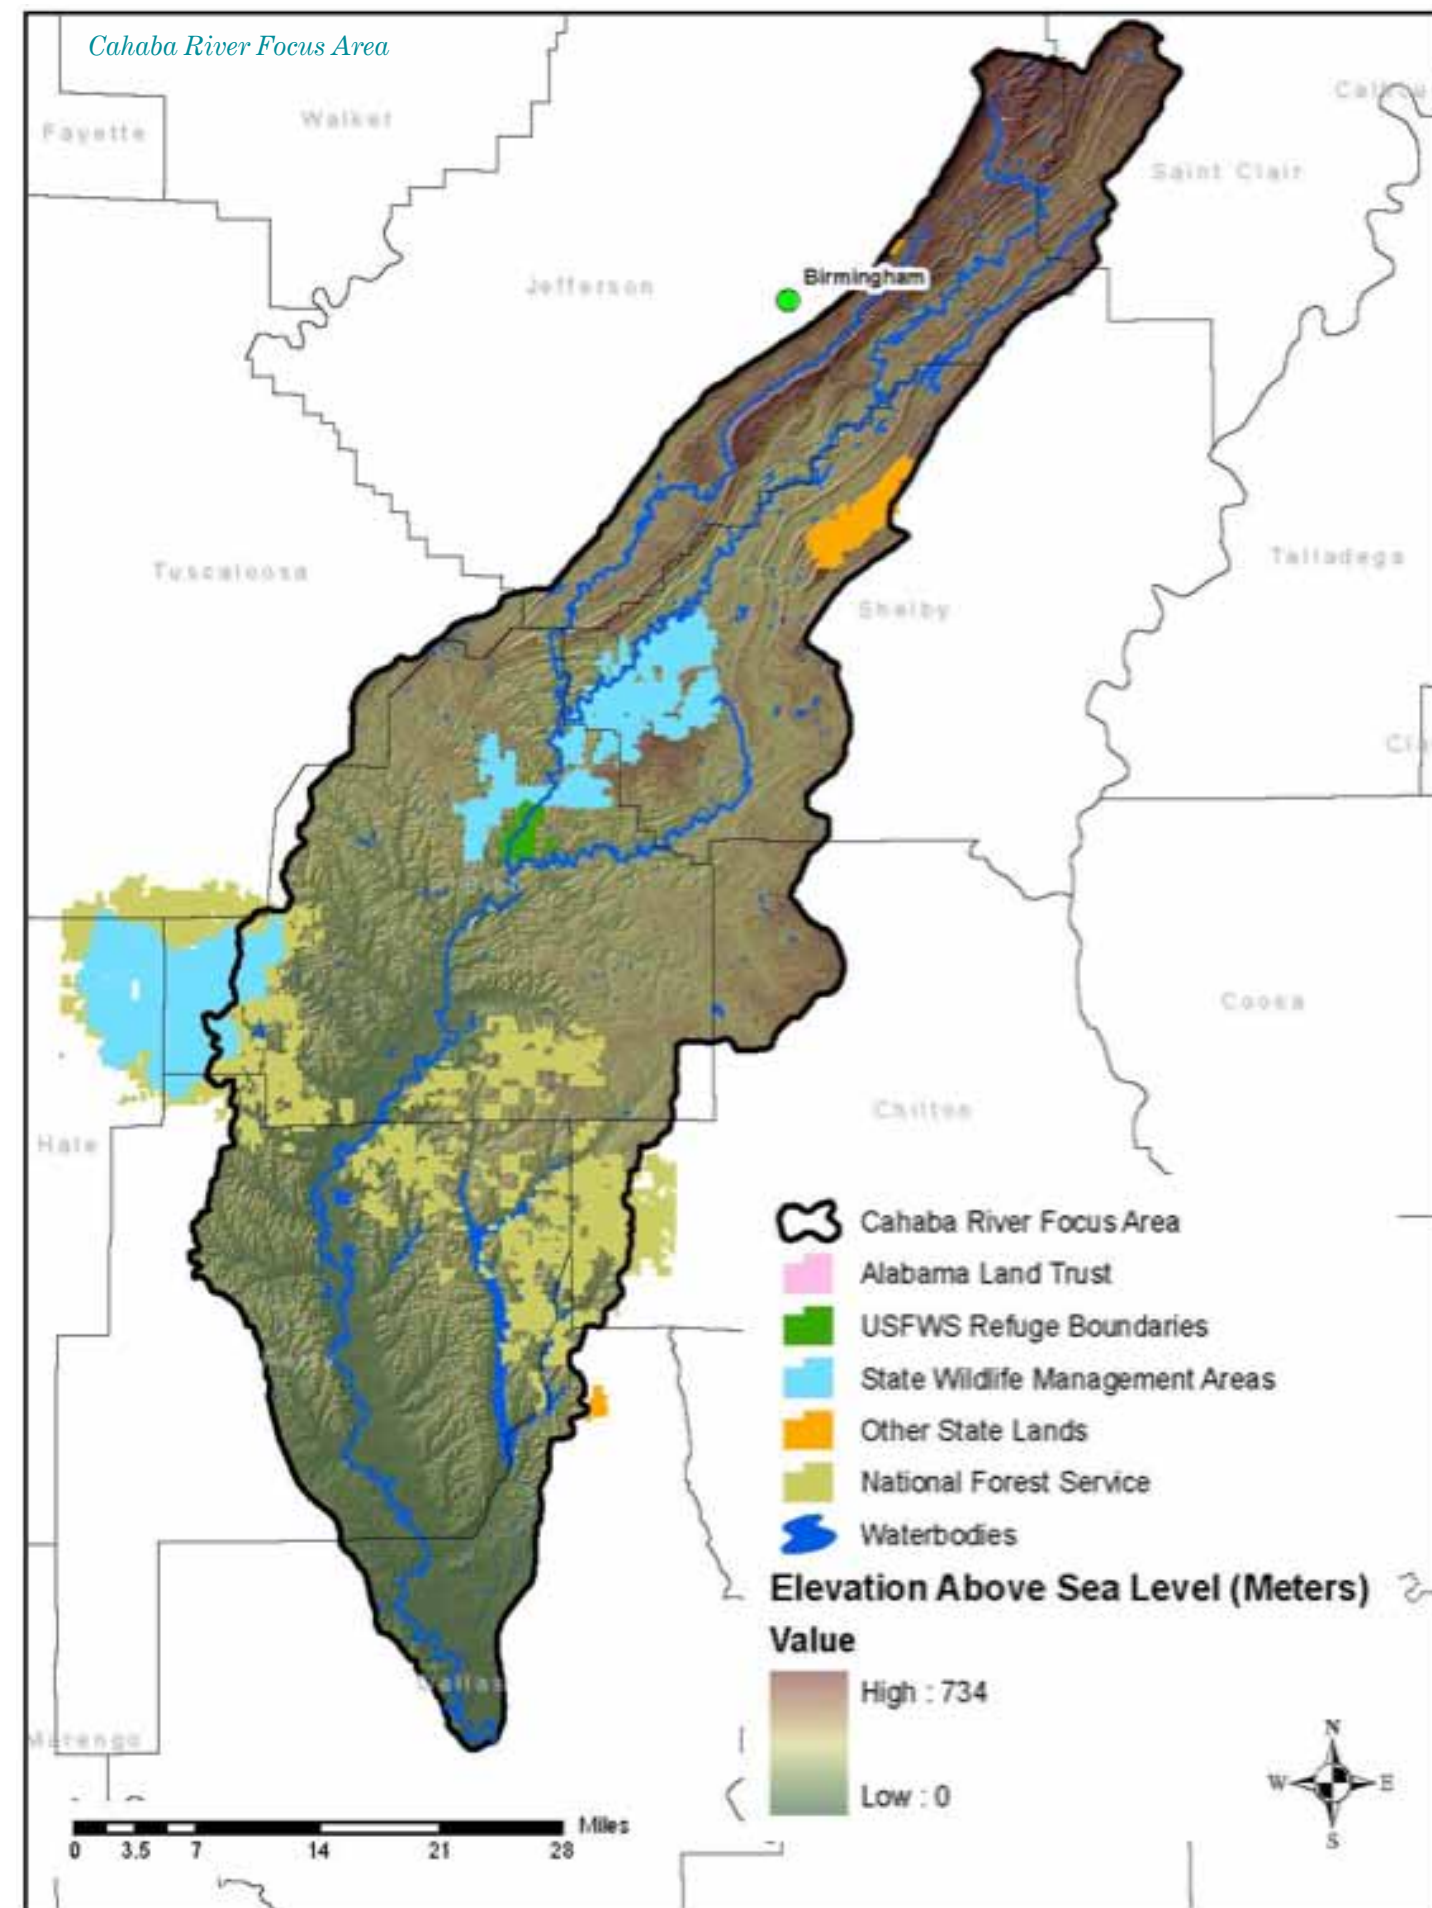 Cahaba River Focus Area
Fayette
Walker
Saint Clair
Jefferson
Birmingham
Tuscaloosa
Talladega
Shelby
Coosa
Chilton
Hale
Marengo
Cahaba River Focus Area
Alabama Land Trust
USFWS Refuge Boundaries
State Wildlife Management Areas
Other State Lands
National Forest Service
Waterbodies
Elevation Above Sea Level (Meters)
Value
High : 734
Low : 0
N
W E
S
Miles
0 3.5 7 14 21 28